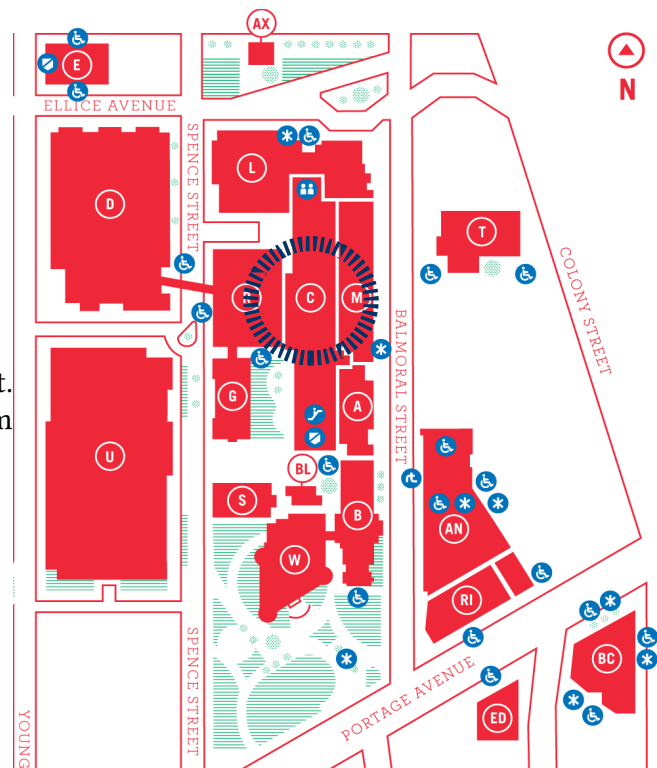 AX
E
N
ELLICE AVENUE
SPENCE STREET
L
D
T
R
C
M
COLONY STREET
BALMORAL STREET
t.
n
G
A
U
BL
S
B
AN
W
RI
SPENCE STREET
BC
PORTAGE AVENUE
ED
YOUNG